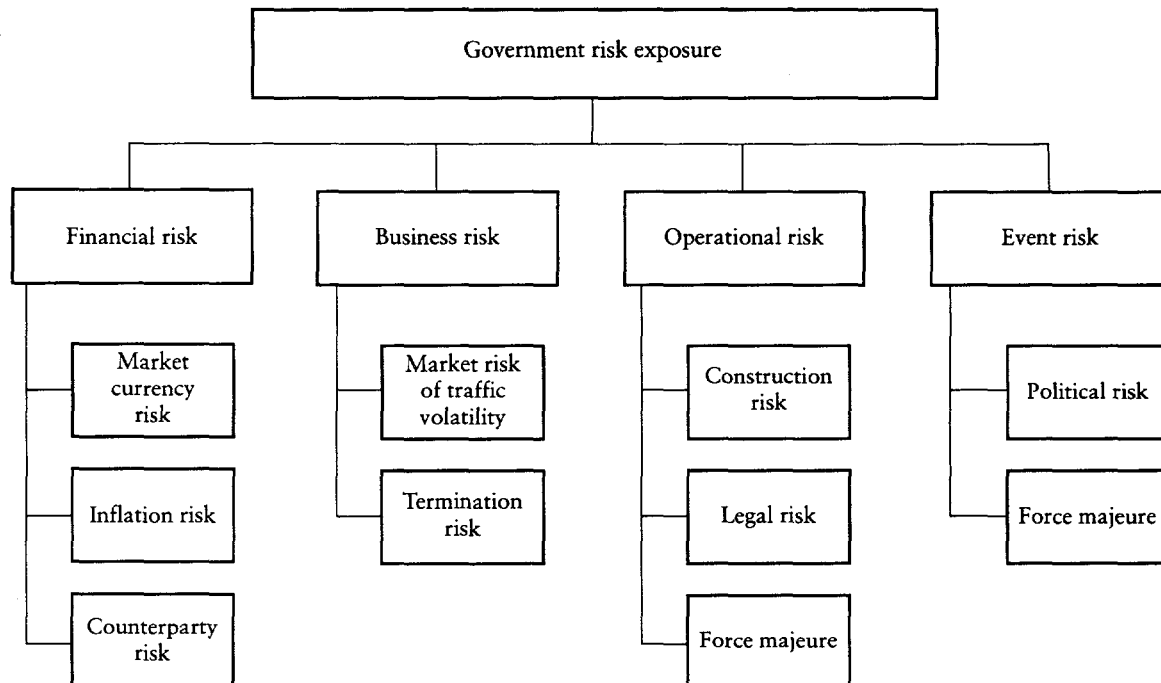 Government risk exposure
Financial risk
Business risk
Operational risk
Event risk
Market
currency
risk
Market risk
of traffic
volatility
Construction
risk
Political risk
Inflation risk
Termination
risk
Legal risk
Force majeure
Counterparty
risk
Force majeure